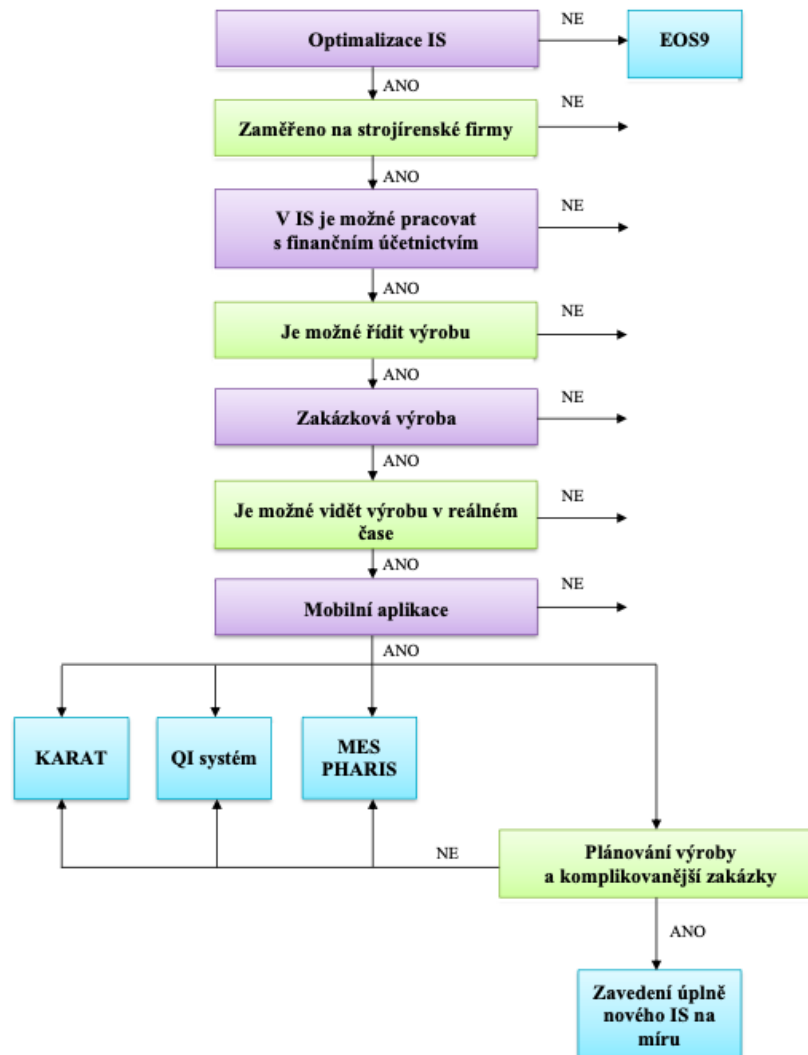 Optimalizace IS
NE
EOS9
ANO
Zaměřeno na strojírenské firmy
NE
ANO
V IS je možné pracovat
s finančním účetnictvím
NE
ANO
Je možné řídit výrobu
NE
ANO
Zakázková výroba
NE
ANO
Je možné vidět výrobu v reálném
čase
NE
ANO
Mobilní aplikace
NE
ANO
KARAT
QI systém
MES
PHARIS
NE
Plánování výroby
a komplikovanější zakázky
ANO
Zavedení úplně
nového IS na
míru